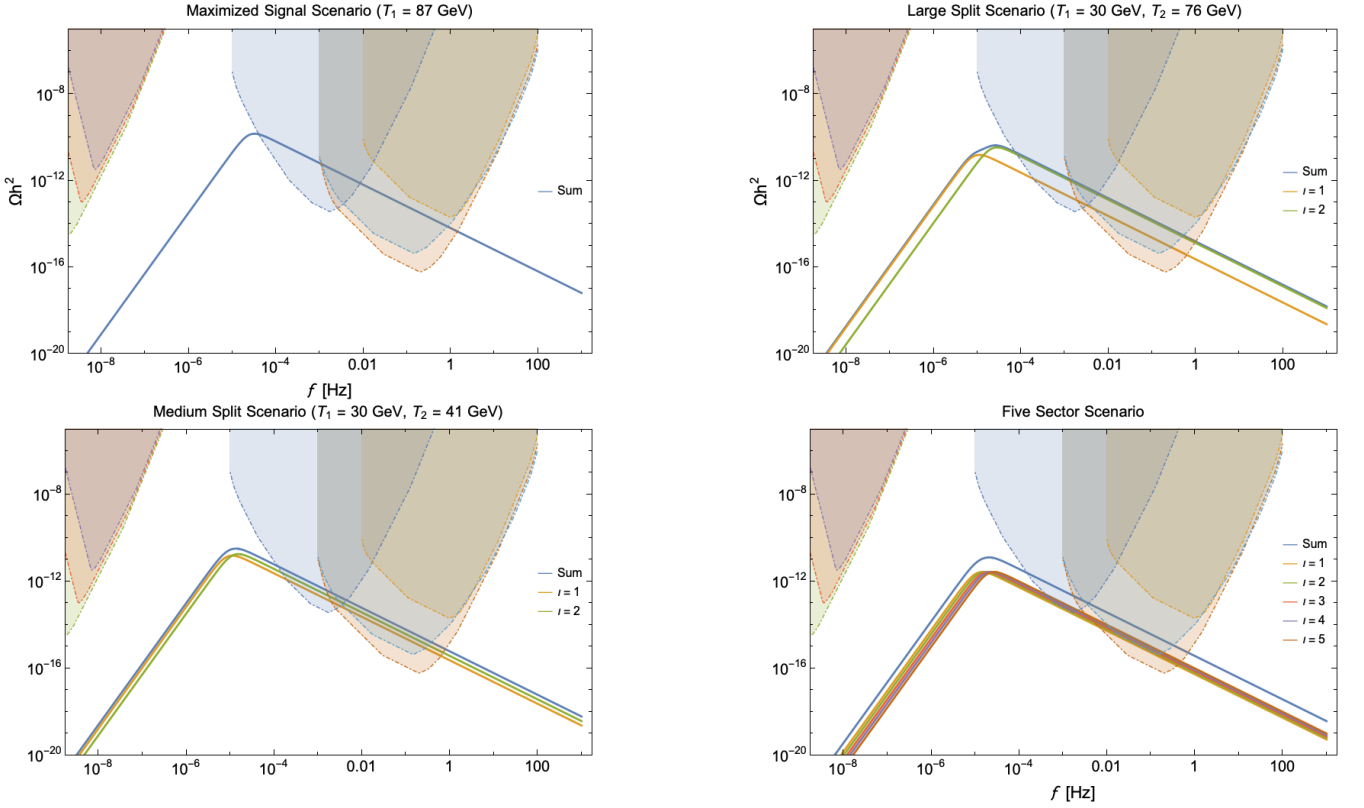 Maximized Signal Scenario (T₁ = 87 GeV)
Ωh²
10⁻⁸
10⁻¹²
10⁻¹⁶
10⁻²⁰
Sum
10⁻⁸
10⁻⁶
10⁻⁴
0.01
1
100
f [Hz]
Large Split Scenario (T₁ = 30 GeV, T₂ = 76 GeV)
Ωh²
10⁻⁸
10⁻¹²
10⁻¹⁶
10⁻²⁰
Sum
ı = 1
ı = 2
10⁻⁸
10⁻⁶
10⁻⁴
0.01
1
100
Medium Split Scenario (T₁ = 30 GeV, T₂ = 41 GeV)
10⁻⁸
10⁻¹²
10⁻¹⁶
10⁻²⁰
Sum
ı = 1
ı = 2
10⁻⁸
10⁻⁶
10⁻⁴
0.01
1
100
Five Sector Scenario
10⁻⁸
10⁻¹²
10⁻¹⁶
10⁻²⁰
Sum
ı = 1
ı = 2
ı = 3
ı = 4
ı = 5
10⁻⁸
10⁻⁶
10⁻⁴
0.01
1
100
f [Hz]